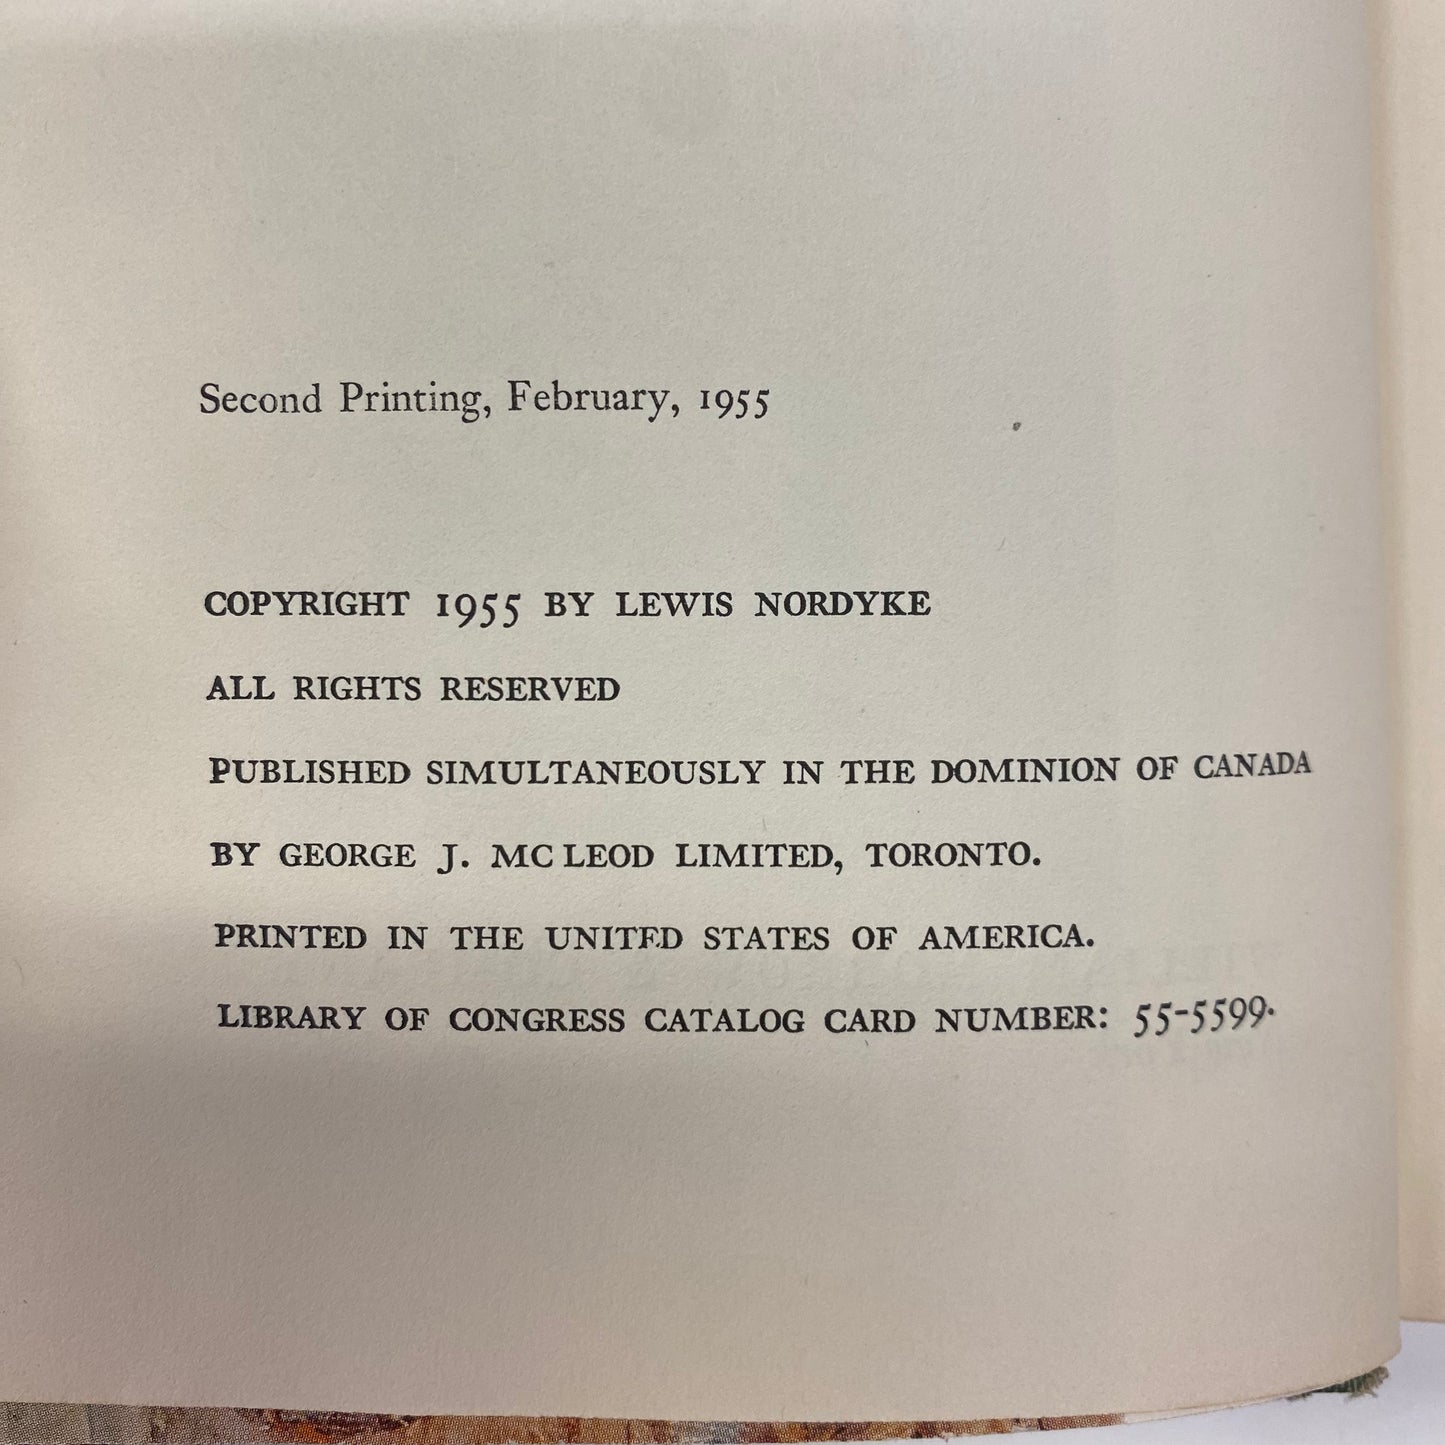 Second Printing, February, 1955
COPYRIGHT 1955 BY LEWIS NORDYKE
ALL RIGHTS RESERVED
PUBLISHED SIMULTANEOUSLY IN THE DOMINION OF CANADA
BY GEORGE J. MC LEOD LIMITED, TORONTO.
PRINTED IN THE UNITED STATES OF AMERICA.
LIBRARY OF CONGRESS CATALOG CARD NUMBER: 55-5599.